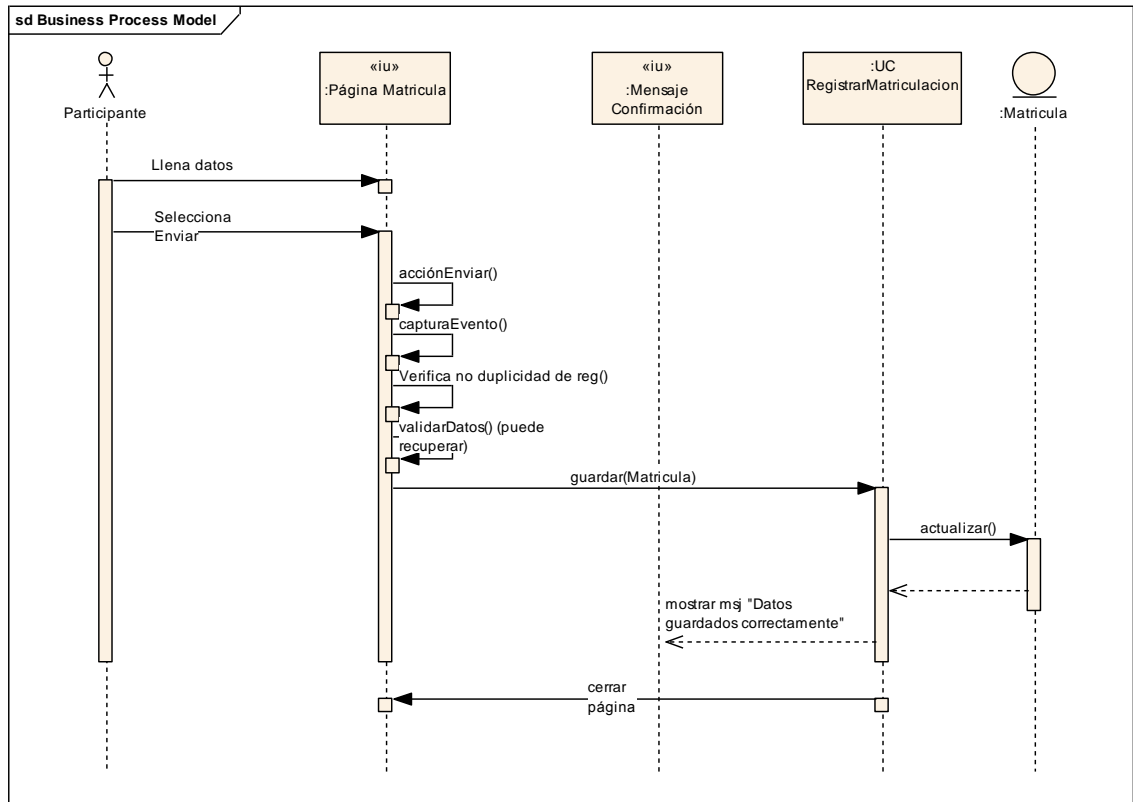 sd Business Process Model
Participante
«iu»
:Página Matricula
«iu»
:Mensaje
Confirmación
:UC
RegistrarMatriculacion
:Matricula
Llena datos
Selecciona
Enviar
acciónEnviar()
capturaEvento()
Verifica no duplicidad de reg()
validarDatos() (puede
recuperar)
guardar(Matricula)
actualizar()
mostrar msj "Datos
guardados correctamente"
cerrar
página